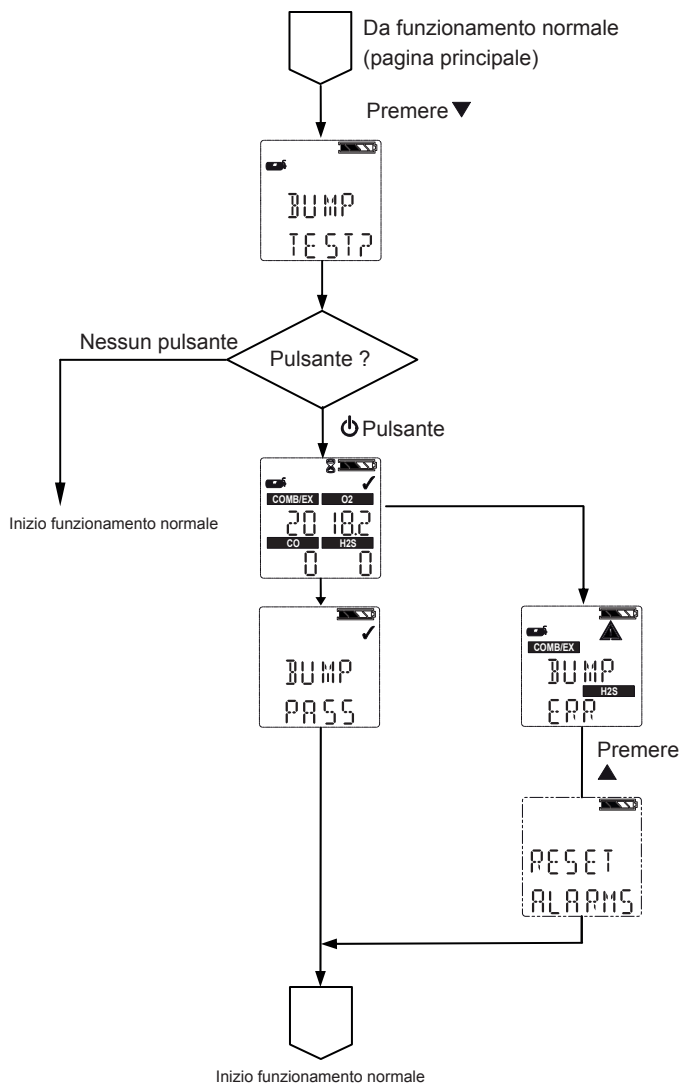 Da funzionamento normale
(pagina principale)
Premere ▼
BUMP
TEST?
Nessun pulsante
Pulsante ?
Pulsante
Inizio funzionamento normale
COMB/EX O2
20 18.2
CO H2S
0 0
BUMP
PASS
COMB/EX
BUMP
H2S
ERR
Premere
▲
RESET
ALARMS
Inizio funzionamento normale